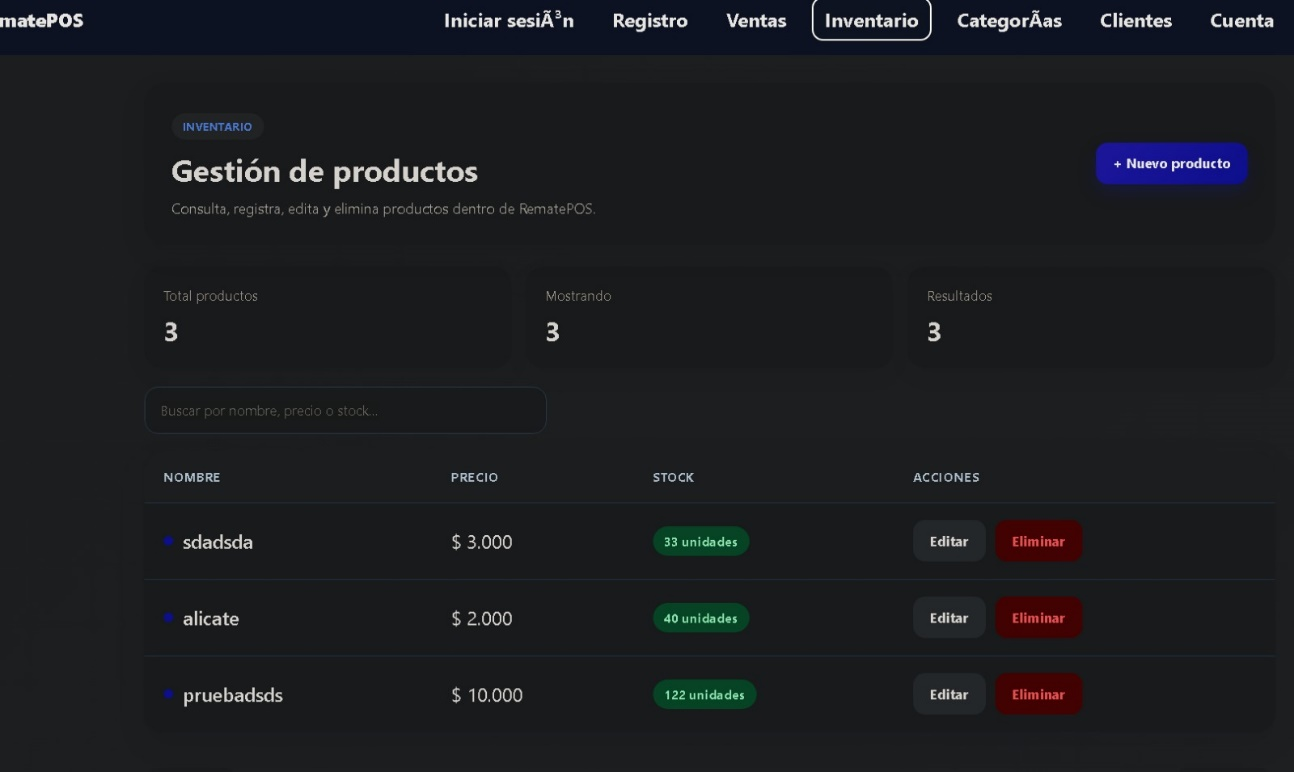 matePOS Iniciar sesiÃ³n Registro Ventas Inventario CategorÃas Clientes Cuenta
INVENTARIO
Gestión de productos
+ Nuevo producto
Consulta, registra, edita y elimina productos dentro de RematePOS.
Total productos Mostrando Resultados
3 3 3
Buscar por nombre, precio o stock...
NOMBRE PRECIO STOCK ACCIONES
sdadsda $ 3.000 33 unidades Editar Eliminar
alicate $ 2.000 40 unidades Editar Eliminar
pruebadsds $ 10.000 122 unidades Editar Eliminar